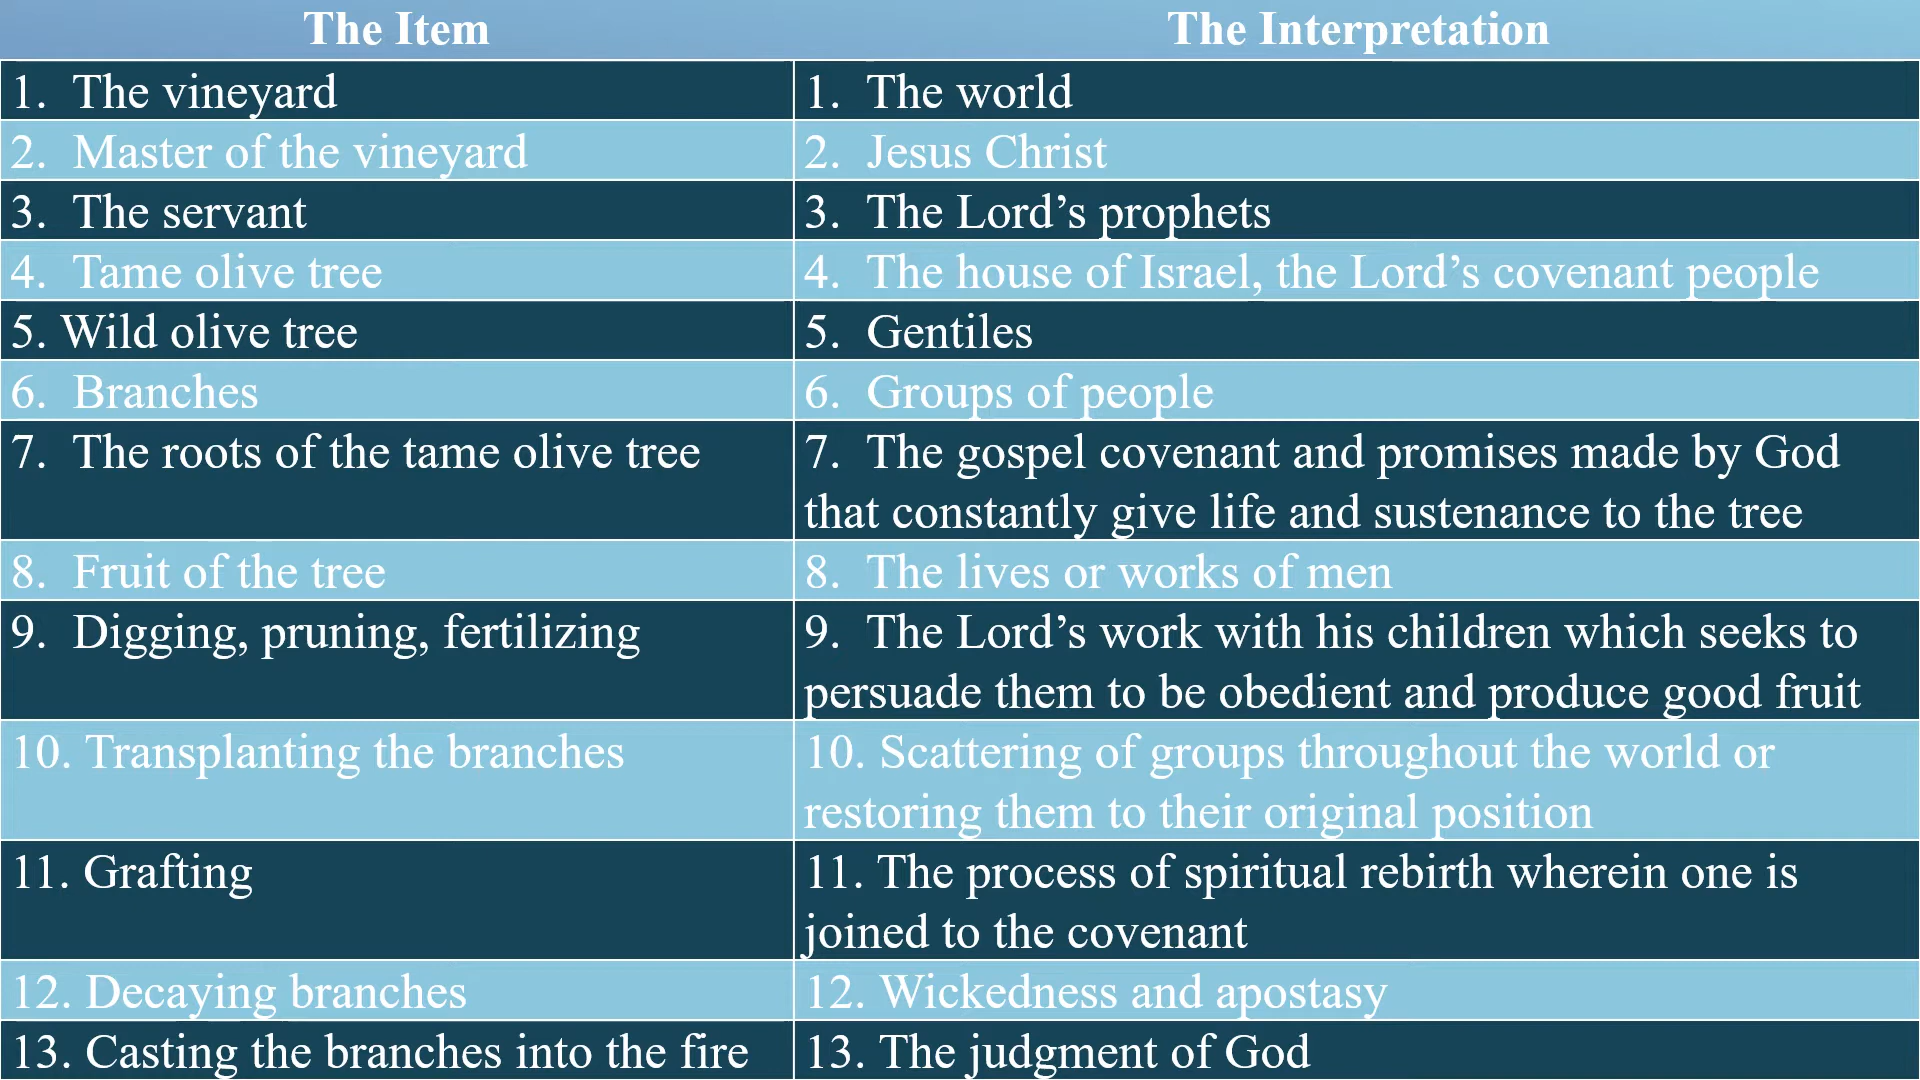 The Item The Interpretation
1. The vineyard 1. The world
2. Master of the vineyard 2. Jesus Christ
3. The servant 3. The Lord’s prophets
4. Tame olive tree 4. The house of Israel, the Lord’s covenant people
5. Wild olive tree 5. Gentiles
6. Branches 6. Groups of people
7. The roots of the tame olive tree 7. The gospel covenant and promises made by God
that constantly give life and sustenance to the tree
8. Fruit of the tree 8. The lives or works of men
9. Digging, pruning, fertilizing 9. The Lord’s work with his children which seeks to
persuade them to be obedient and produce good fruit
10. Transplanting the branches 10. Scattering of groups throughout the world or
restoring them to their original position
11. Grafting 11. The process of spiritual rebirth wherein one is
joined to the covenant
12. Decaying branches 12. Wickedness and apostasy
13. Casting the branches into the fire 13. The judgment of God